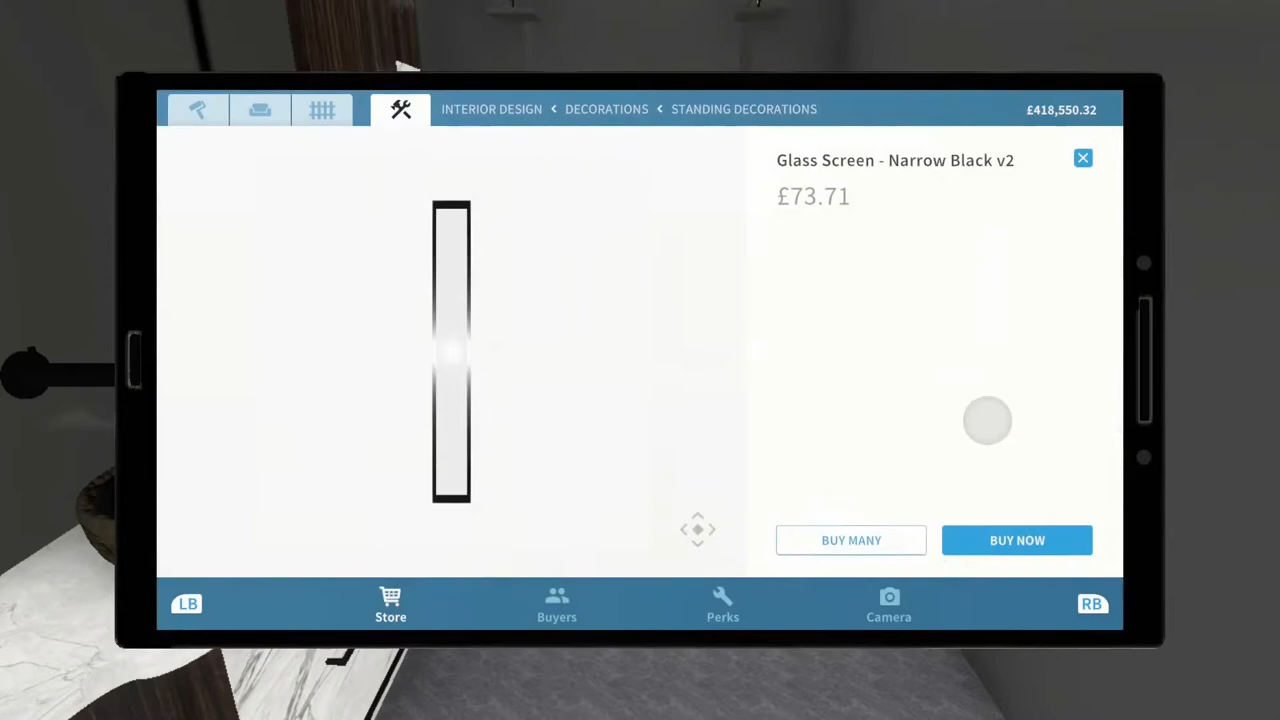 INTERIOR DESIGN < DECORATIONS < STANDING DECORATIONS £418,550.32
Glass Screen - Narrow Black v2
£73.71
BUY MANY BUY NOW
LB Store Buyers Perks Camera RB